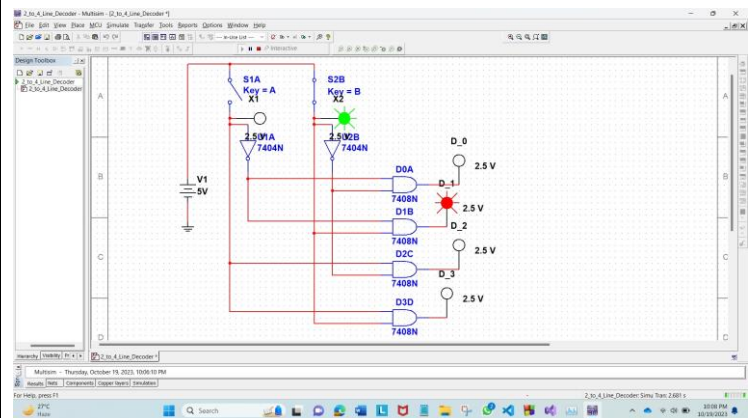 2_to_4_Line_Decoder - Multisim - [2_to_4_Line_Decoder *]
File Edit View Place MCU Simulate Transfer Tools Reports Options Window Help
--- In-Use List ---
Interactive
Design Toolbox
2_to_4_Line_Decoder
2_to_4_Line_Decoder
S1A
Key = A
X1
S2B
Key = B
X2
2.5 V
7404N
7404N
V1
5V
D_0
2.5 V
D0A
7408N
D_1
2.5 V
D1B
7408N
D_2
2.5 V
D2C
7408N
D_3
2.5 V
D3D
7408N
A
B
C
D
A
B
C
D
Hierarchy Visibility
2_to_4_Line_Decoder *
Multisim - Thursday, October 19, 2023, 10:06:10 PM
Results Nets Components Copper layers Simulation
For Help, press F1
2_to_4_Line_Decoder: Simu Tran: 2.681 s
27°C
Haze
Search
10:08 PM
10/19/2023